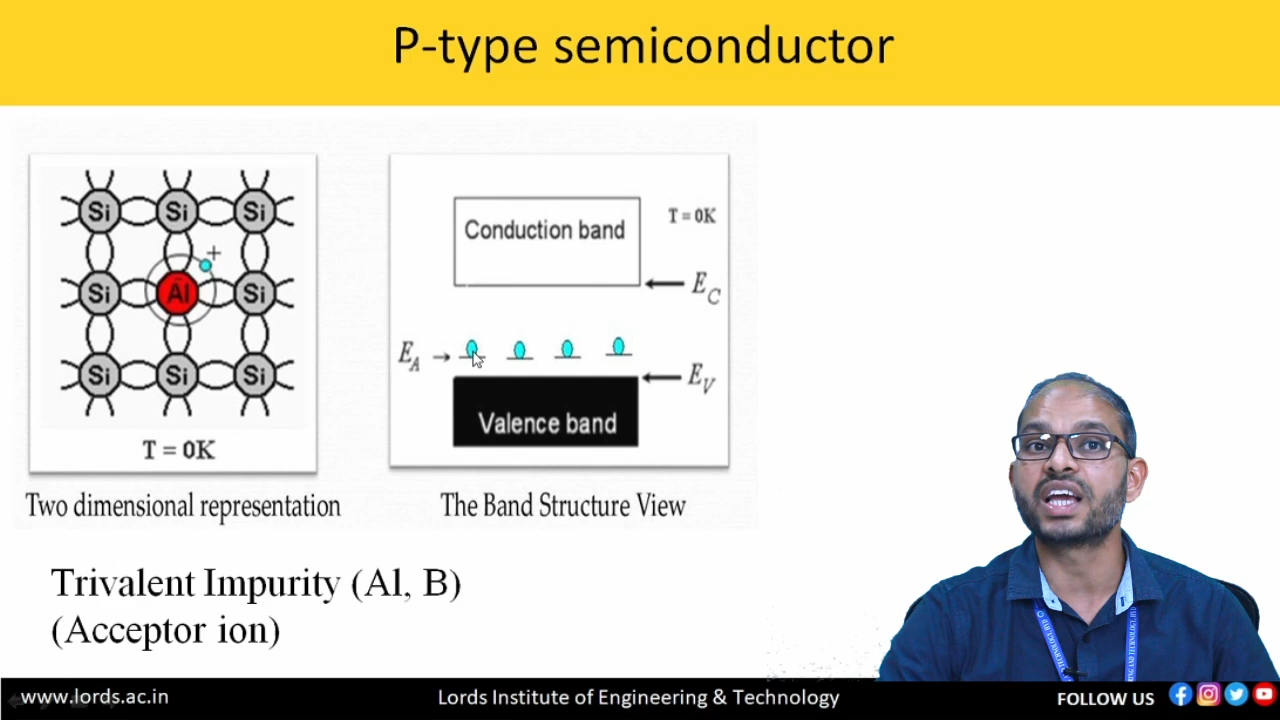 P-type semiconductor
Si Si Si
+
Si Al Si
Si Si Si
T = 0K
Two dimensional representation
Conduction band
T = 0K
E_C
E_A
E_V
Valence band
The Band Structure View
Trivalent Impurity (Al, B)
(Acceptor ion)
www.lords.ac.in
Lords Institute of Engineering & Technology
FOLLOW US